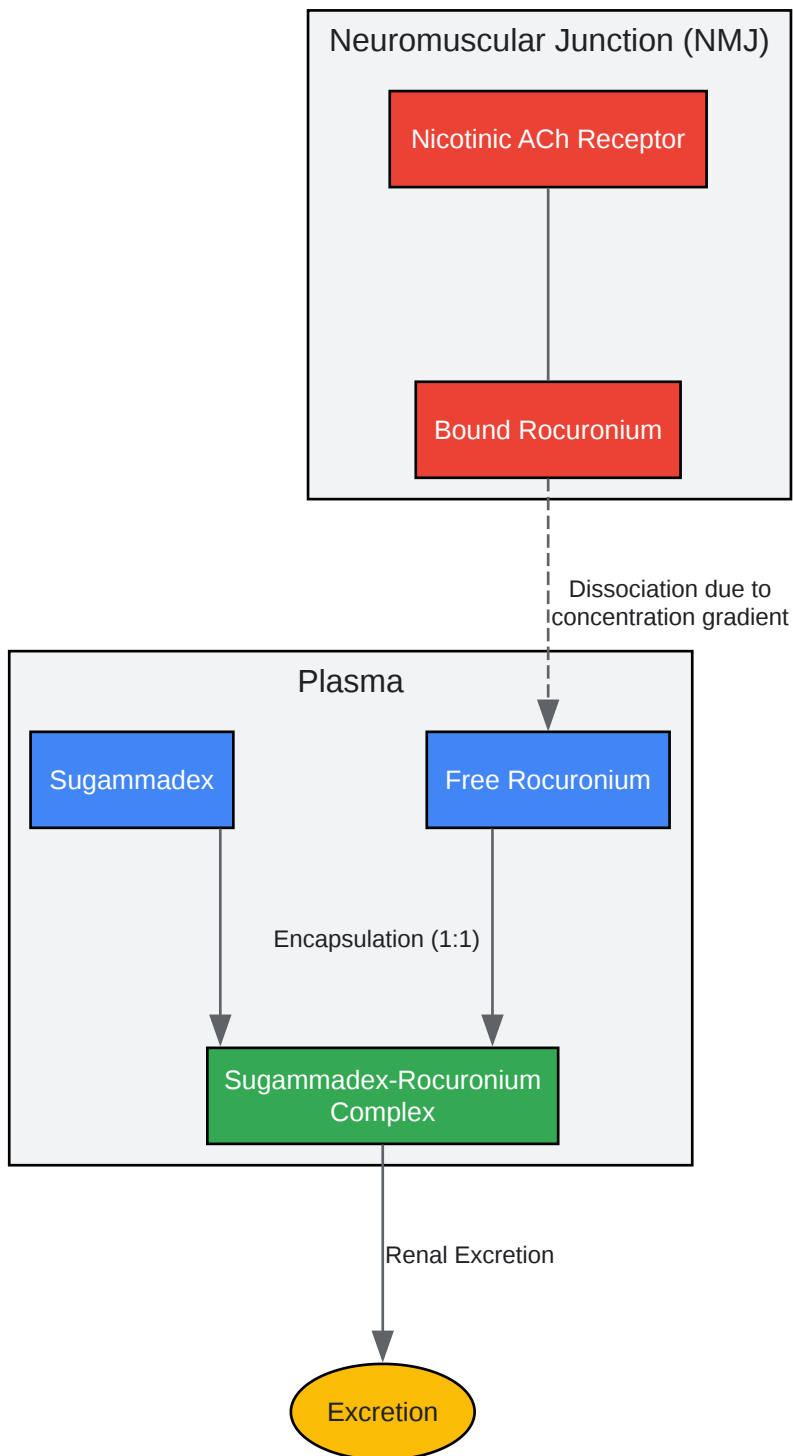 Neuromuscular Junction (NMJ)
Nicotinic ACh Receptor
Bound Rocuronium
Dissociation due to
concentration gradient
Plasma
Sugammadex
Free Rocuronium
Encapsulation (1:1)
Sugammadex-Rocuronium
Complex
Renal Excretion
Excretion